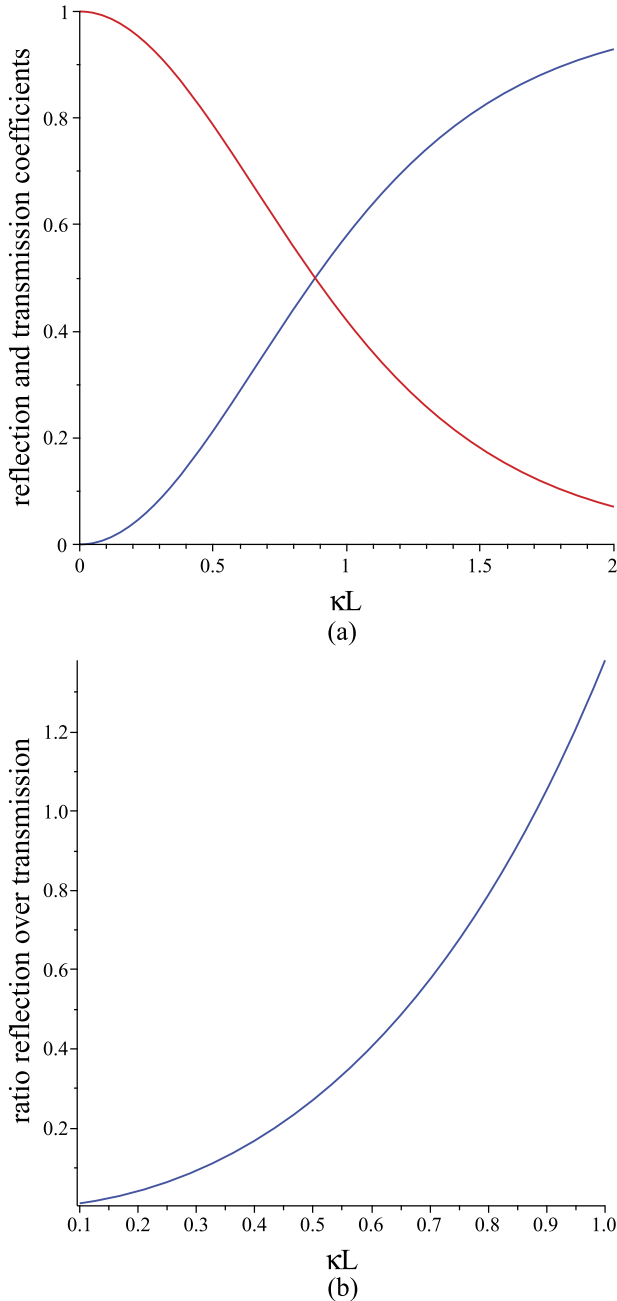 reflection and transmission coefficients
1
0.8
0.6
0.4
0.2
0
0 0.5 1 1.5 2
κL
(a)
ratio reflection over transmission
1.2
1.0
0.8
0.6
0.4
0.2
0.1 0.2 0.3 0.4 0.5 0.6 0.7 0.8 0.9 1.0
κL
(b)